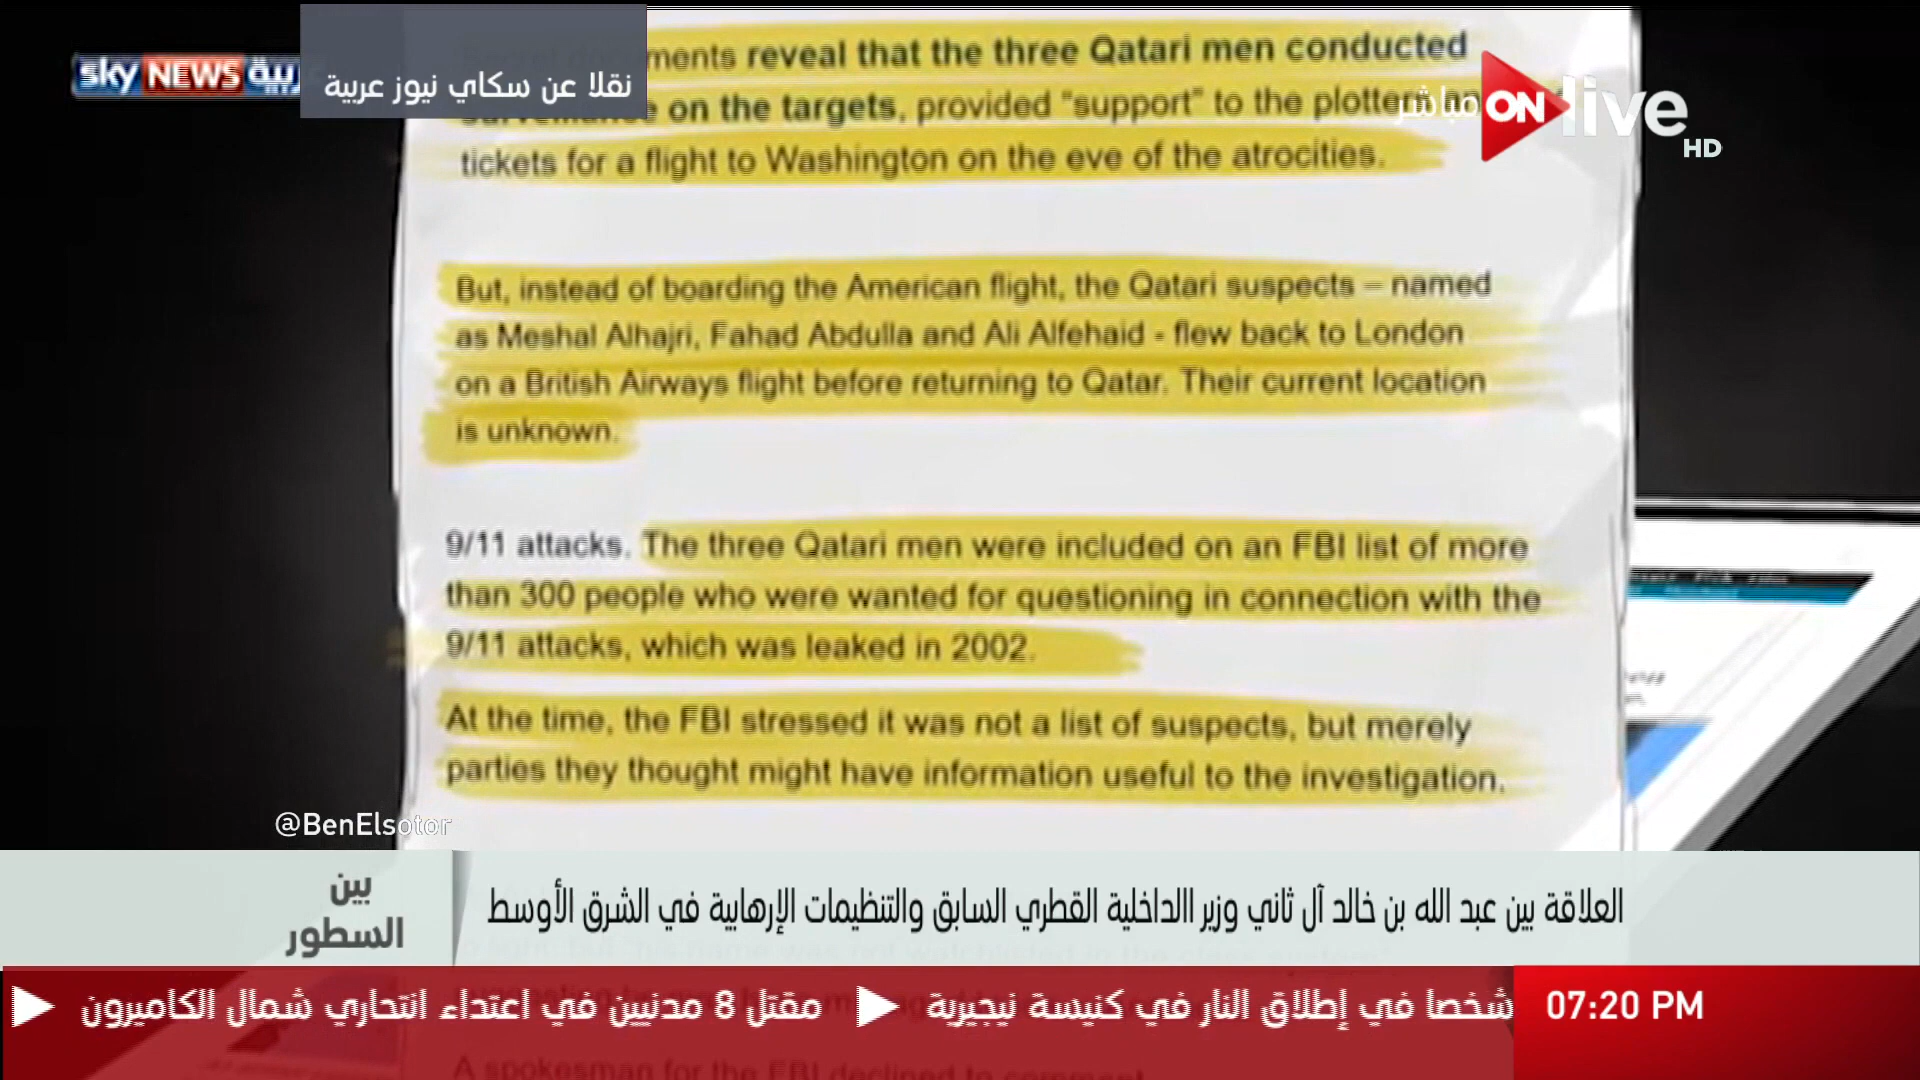 sky NEWS عربية
نقلا عن سكاي نيوز عربية
reveal that the three Qatari men conducted
on the targets, provided "support" to the plotters
tickets for a flight to Washington on the eve of the atrocities.
مباشر ON live
HD
But, instead of boarding the American flight, the Qatari suspects – named
as Meshal Alhajri, Fahad Abdulla and Ali Alfehaid - flew back to London
on a British Airways flight before returning to Qatar. Their current location
is unknown.
9/11 attacks. The three Qatari men were included on an FBI list of more
than 300 people who were wanted for questioning in connection with the
9/11 attacks, which was leaked in 2002.
At the time, the FBI stressed it was not a list of suspects, but merely
parties they thought might have information useful to the investigation.
@BenElsotor
بين
السطور
العلاقة بين عبد الله بن خالد آل ثاني وزير االداخلية القطري السابق والتنظيمات الإرهابية في الشرق الأوسط
شخصا في إطلاق النار في كنيسة نيجيرية
مقتل 8 مدنيين في اعتداء انتحاري شمال الكاميرون
07:20 PM
A spokesman for the FBI declined to comment